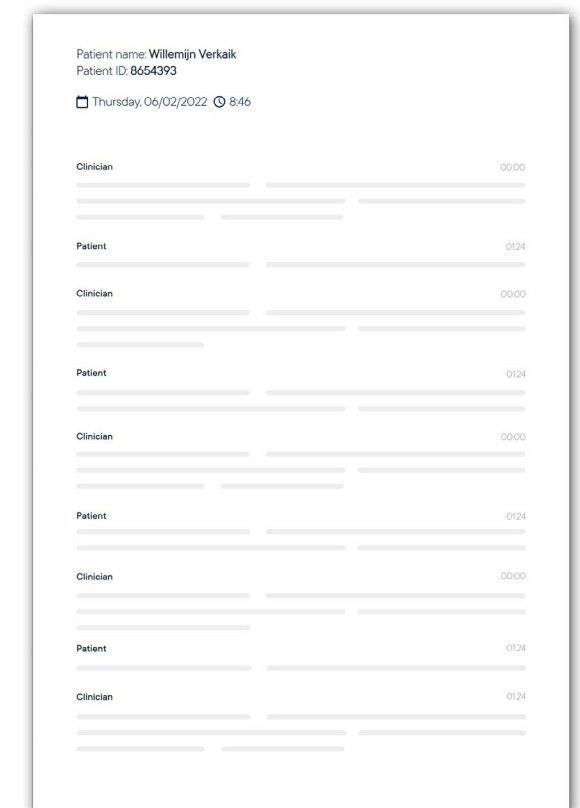 Patient name: Willemijn Verkaik
Patient ID: 8654393
Thursday, 06/02/2022 8:46
Clinician 00:00
Patient 01:24
Clinician 00:00
Patient 01:24
Clinician 00:00
Patient 01:24
Clinician 00:00
Patient 01:24
Clinician 01:24